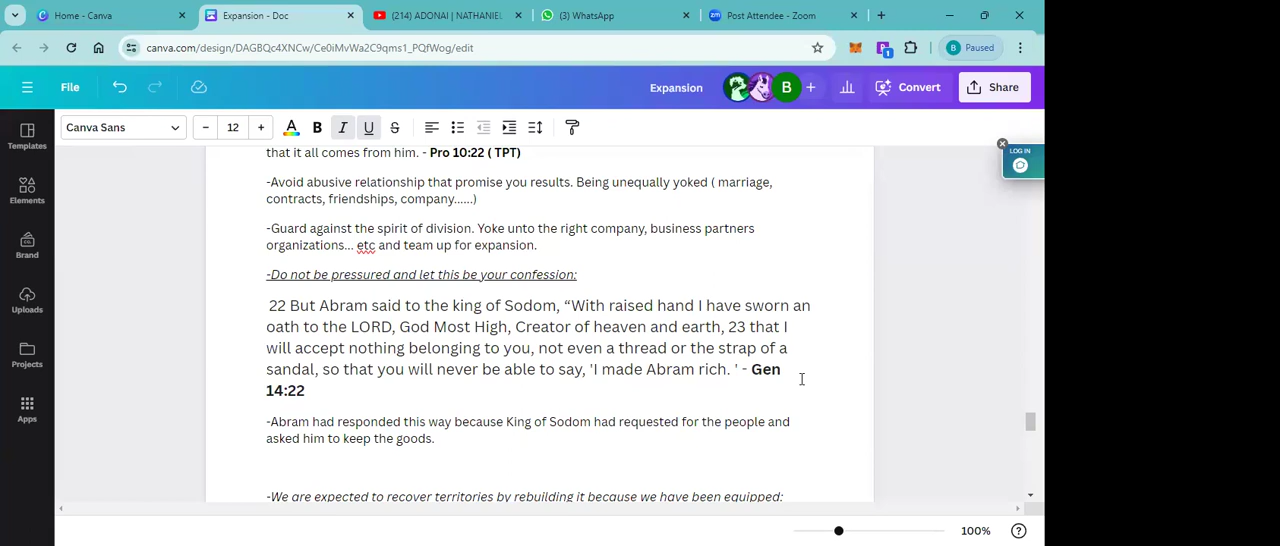 Home - Canva
Expansion - Doc
(214) ADONAI | NATHANIEL
(3) WhatsApp
Post Attendee - Zoom
canva.com/design/DAGBQc4XNCw/Ce0iMvWa2C9qms1_PQfWog/edit
1
B
Paused
File
Expansion
B
Convert
Share
Canva Sans
12
A
B
I
U
S
LOG IN
Templates
Elements
Brand
Uploads
Projects
Apps
that it all comes from him. - Pro 10:22 ( TPT)
-Avoid abusive relationship that promise you results. Being unequally yoked ( marriage,
contracts, friendships, company......)
-Guard against the spirit of division. Yoke unto the right company, business partners
organizations... etc and team up for expansion.
-Do not be pressured and let this be your confession:
22 But Abram said to the king of Sodom, “With raised hand I have sworn an
oath to the LORD, God Most High, Creator of heaven and earth, 23 that I
will accept nothing belonging to you, not even a thread or the strap of a
sandal, so that you will never be able to say, 'I made Abram rich. ' - Gen
14:22
-Abram had responded this way because King of Sodom had requested for the people and
asked him to keep the goods.
-We are expected to recover territories by rebuilding it because we have been equipped:
100%